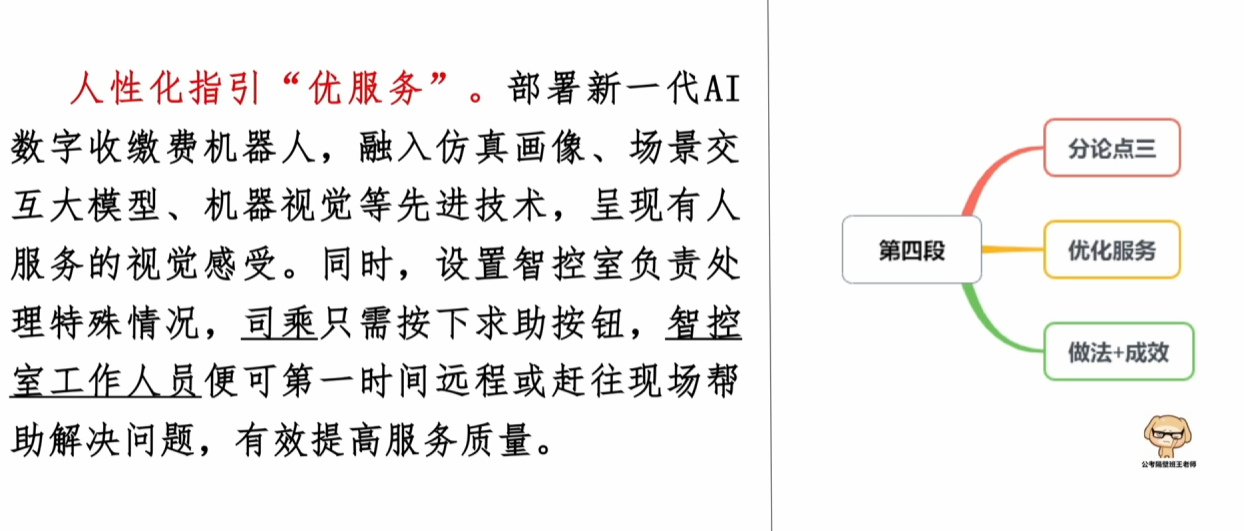 人性化指引“优服务”。部署新一代AI
数字收缴费机器人，融入仿真画像、场景交
互大模型、机器视觉等先进技术，呈现有人
服务的视觉感受。同时，设置智控室负责处
理特殊情况，司乘只需按下求助按钮，智控
室工作人员便可第一时间远程或赶往现场帮
助解决问题，有效提高服务质量。
第四段
分论点三
优化服务
做法+成效
公考隔壁班王老师